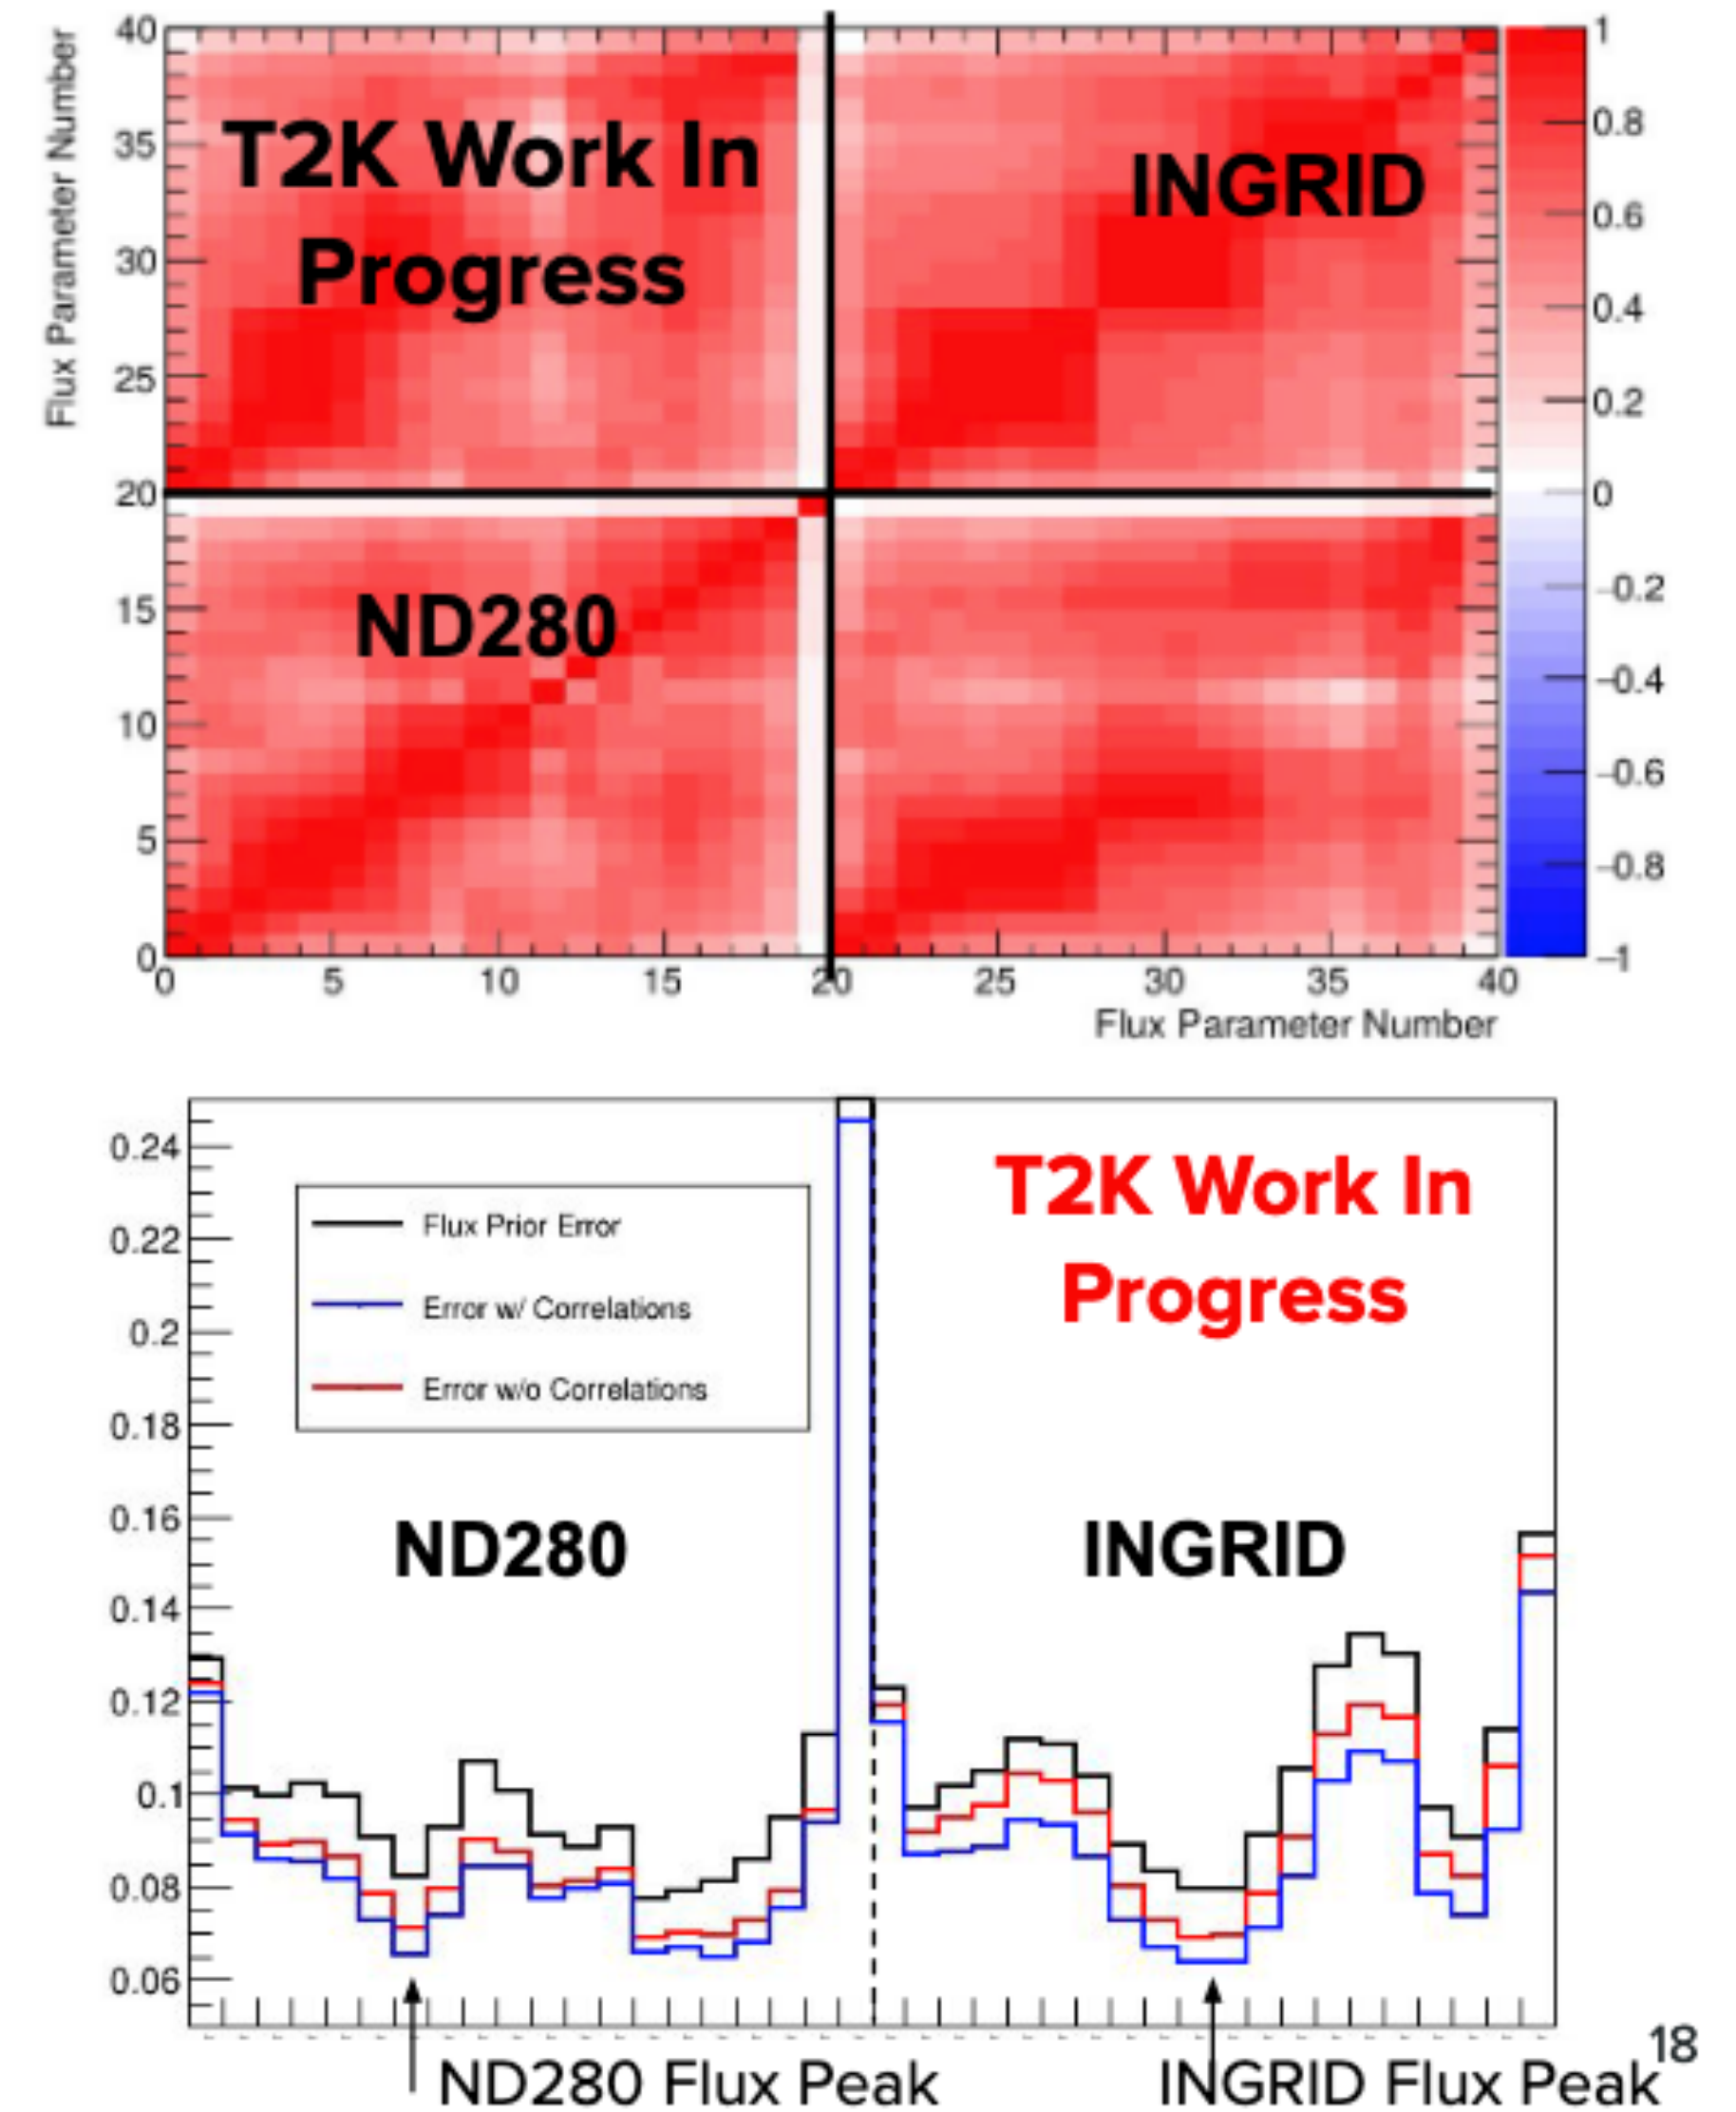 Flux Parameter Number
40
35
30
25
20
15
10
5
0
T2K Work In
Progress
INGRID
ND280
1
0.8
0.6
0.4
0.2
0
−0.2
−0.4
−0.6
−0.8
−1
0 5 10 15 20 25 30 35 40
Flux Parameter Number
0.24
0.22
0.2
0.18
0.16
0.14
0.12
0.1
0.08
0.06
Flux Prior Error
Error w/ Correlations
Error w/o Correlations
T2K Work In
Progress
ND280
INGRID
18
ND280 Flux Peak
INGRID Flux Peak